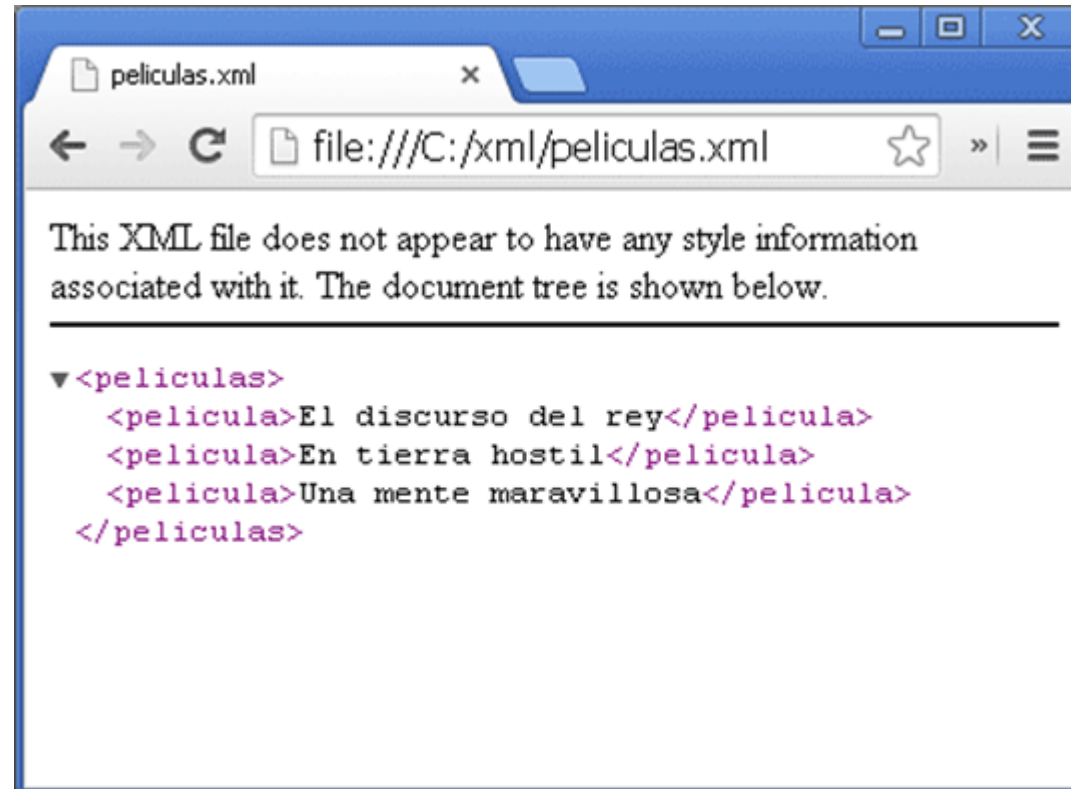 peliculas.xml
file:///C:/xml/peliculas.xml
This XML file does not appear to have any style information
associated with it. The document tree is shown below.
<peliculas>
<pelicula>El discurso del rey</pelicula>
<pelicula>En tierra hostil</pelicula>
<pelicula>Una mente maravillosa</pelicula>
</peliculas>